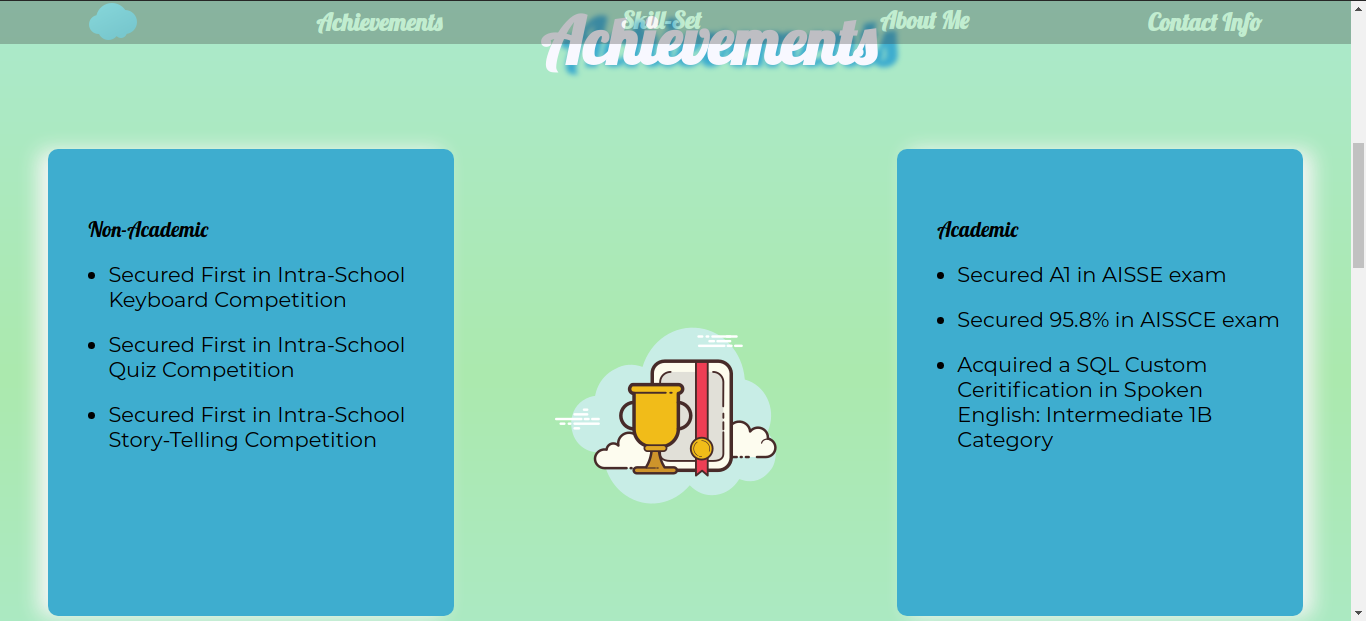 Achievements
Skill-Set
About Me
Contact Info
Achievements
Non-Academic
Secured First in Intra-School
Keyboard Competition
Secured First in Intra-School
Quiz Competition
Secured First in Intra-School
Story-Telling Competition
Academic
Secured A1 in AISSE exam
Secured 95.8% in AISSCE exam
Acquired a SQL Custom
Ceritification in Spoken
English: Intermediate 1B
Category